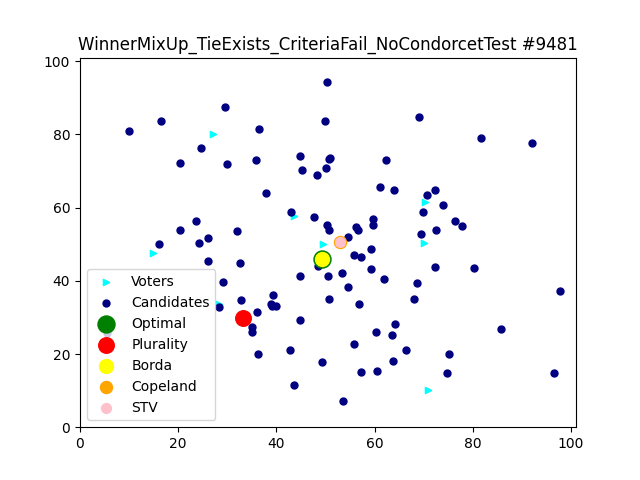 WinnerMixUp_TieExists_CriteriaFail_NoCondorcetTest #9481
100
80
60
40
20
0
Voters
Candidates
Optimal
Plurality
Borda
Copeland
STV
0 20 40 60 80 100